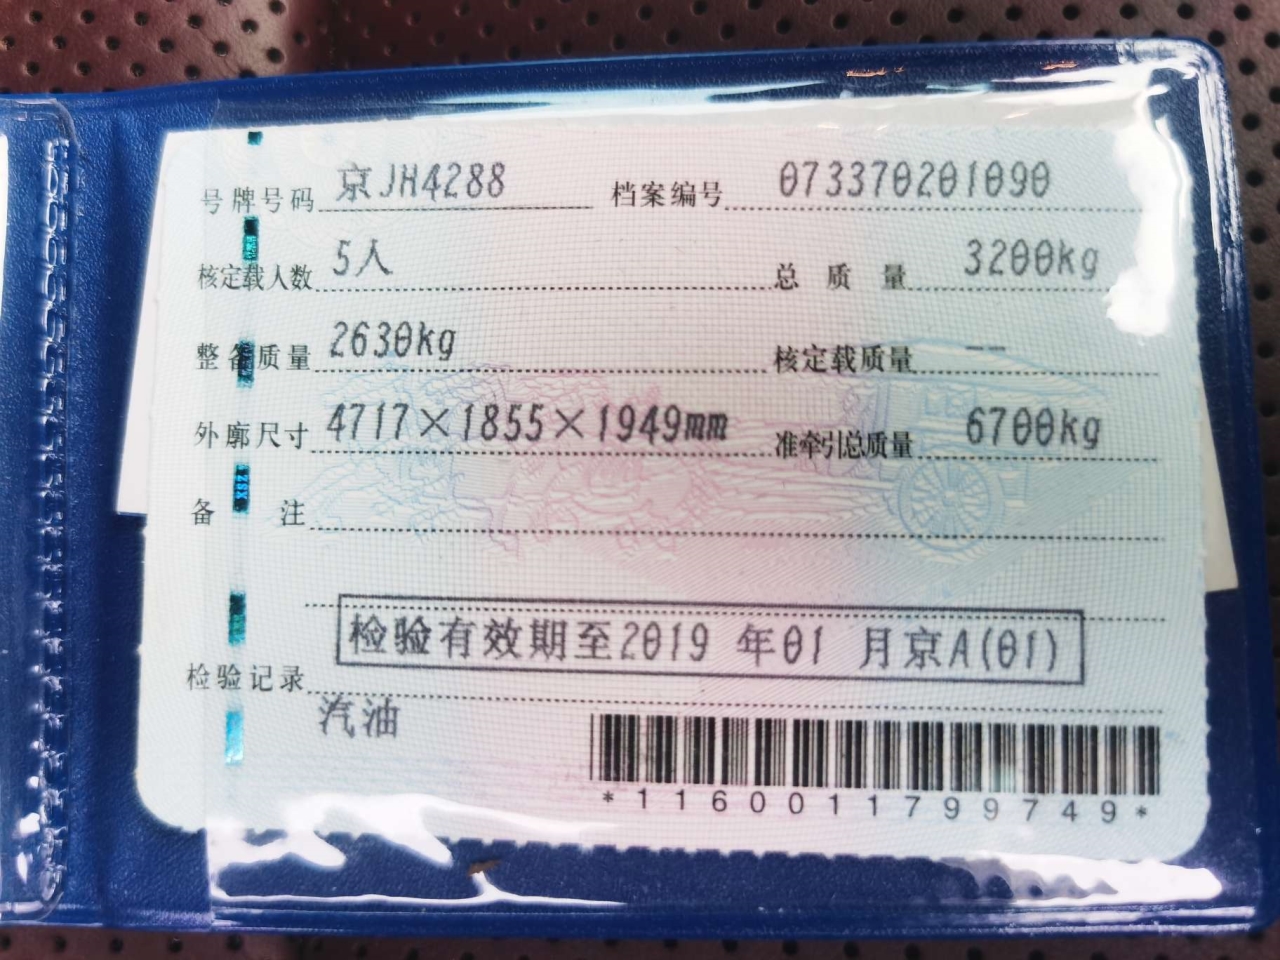 号牌号码 京JH4288 档案编号 073370201090
核定载人数 5人 总质量 3200kg
整备质量 2630kg 核定载质量 --
外廓尺寸 4717×1855×1949mm 准牵引总质量 6700kg
备注
检验有效期至2019 年01 月京A(01)
检验记录
汽油
*1160011799749*
XSZ